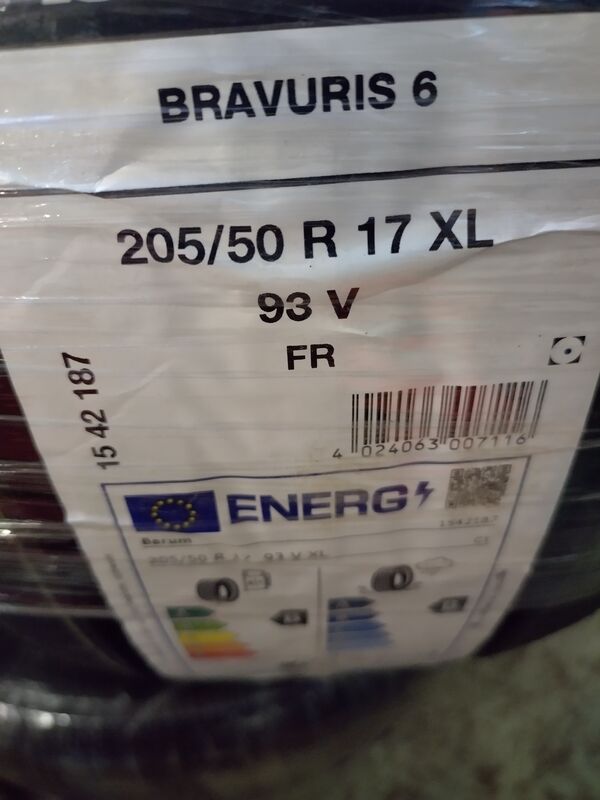 BRAVURIS 6
205/50 R 17 XL
93 V
FR
15 42 187
4 024063 007116
ENERG
Barum
1542187
C1
205/50 R 17 93 V XL